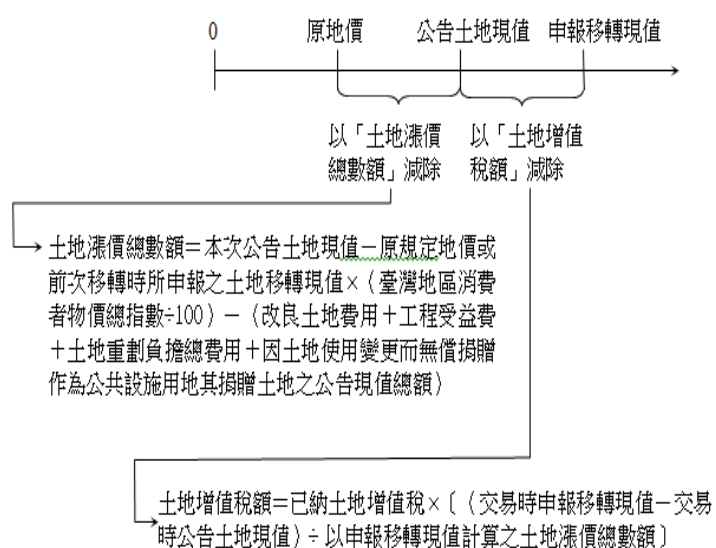 0 原地價 公告土地現值 申報移轉現值
以「土地漲價
總數額」減除
以「土地增值
稅額」減除
土地漲價總數額＝本次公告土地現值－原規定地價或
前次移轉時所申報之土地移轉現值×（臺灣地區消費
者物價總指數÷100）－（改良土地費用＋工程受益費
＋土地重劃負擔總費用＋因土地使用變更而無償捐贈
作為公共設施用地其捐贈土地之公告現值總額）
土地增值稅額＝已納土地增值稅×〔（交易時申報移轉現值－交易
時公告土地現值）÷以申報移轉現值計算之土地漲價總數額〕